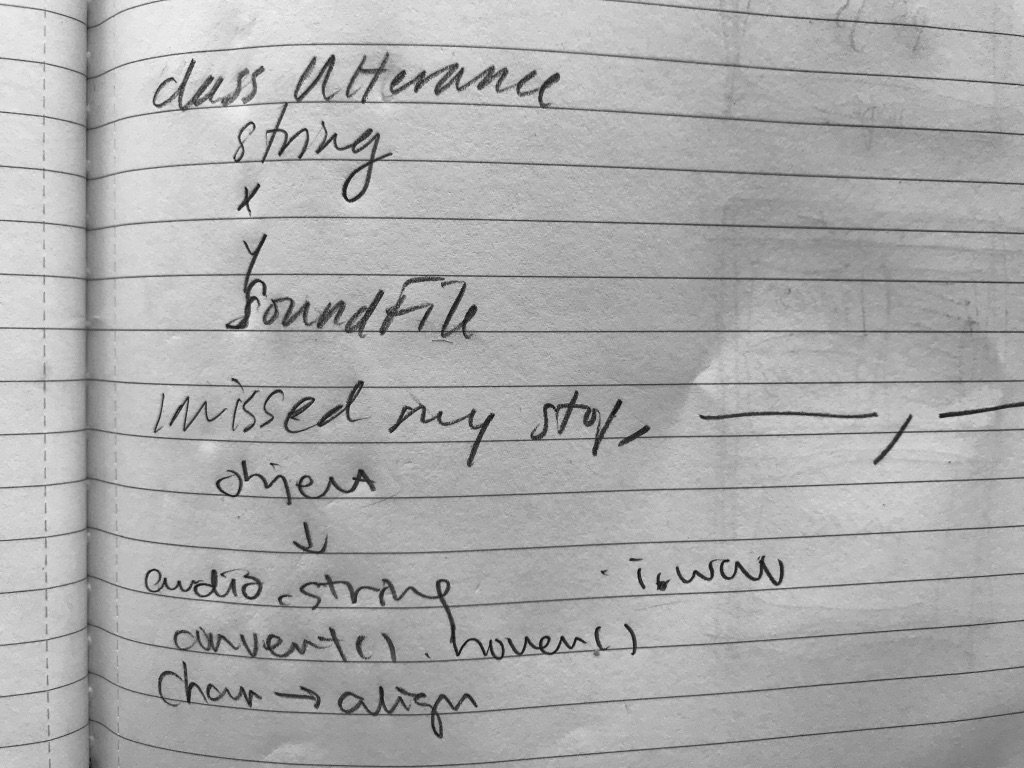 class Utterance
string
x
y
SoundFile
I missed my stop, ———, —
object
↓
audio.string i.wav
convert(). hover()
Char → align